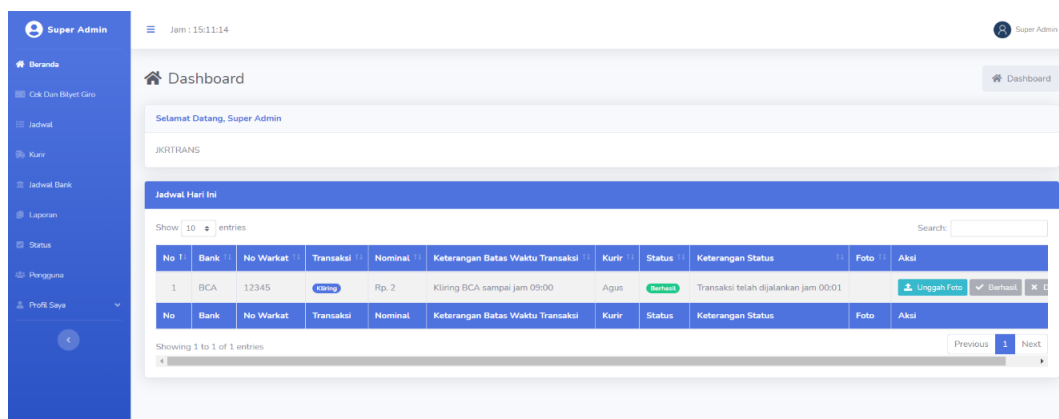 Super Admin
Jam : 15:11:14
Super Admin
Beranda
Cek Dan Bilyet Giro
Jadwal
Kurir
Jadwal Bank
Laporan
Status
Pengguna
Profil Saya
Dashboard
Dashboard
Selamat Datang, Super Admin
JKRTRANS
Jadwal Hari Ini
Show 10 entries
Search:
No Bank No Warkat Transaksi Nominal Keterangan Batas Waktu Transaksi Kurir Status Keterangan Status Foto Aksi
1 BCA 12345 Kliring Rp. 2 Kliring BCA sampai jam 09:00 Agus Berhasil Transaksi telah dijalankan jam 00:01 Unggah Foto Berhasil
No Bank No Warkat Transaksi Nominal Keterangan Batas Waktu Transaksi Kurir Status Keterangan Status Foto Aksi
Showing 1 to 1 of 1 entries
Previous 1 Next